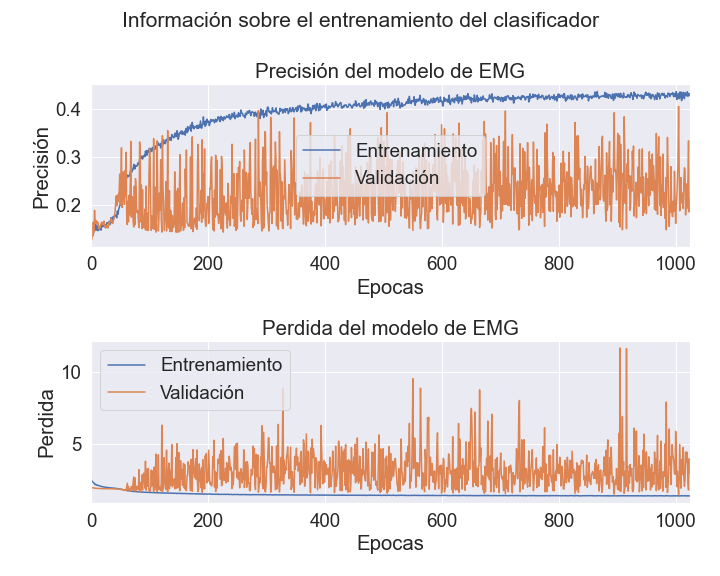 Información sobre el entrenamiento del clasificador
Precisión del modelo de EMG
Precisión
0.4
0.3
0.2
Entrenamiento
Validación
0 200 400 600 800 1000
Epocas
Perdida del modelo de EMG
Perdida
10
5
Entrenamiento
Validación
0 200 400 600 800 1000
Epocas